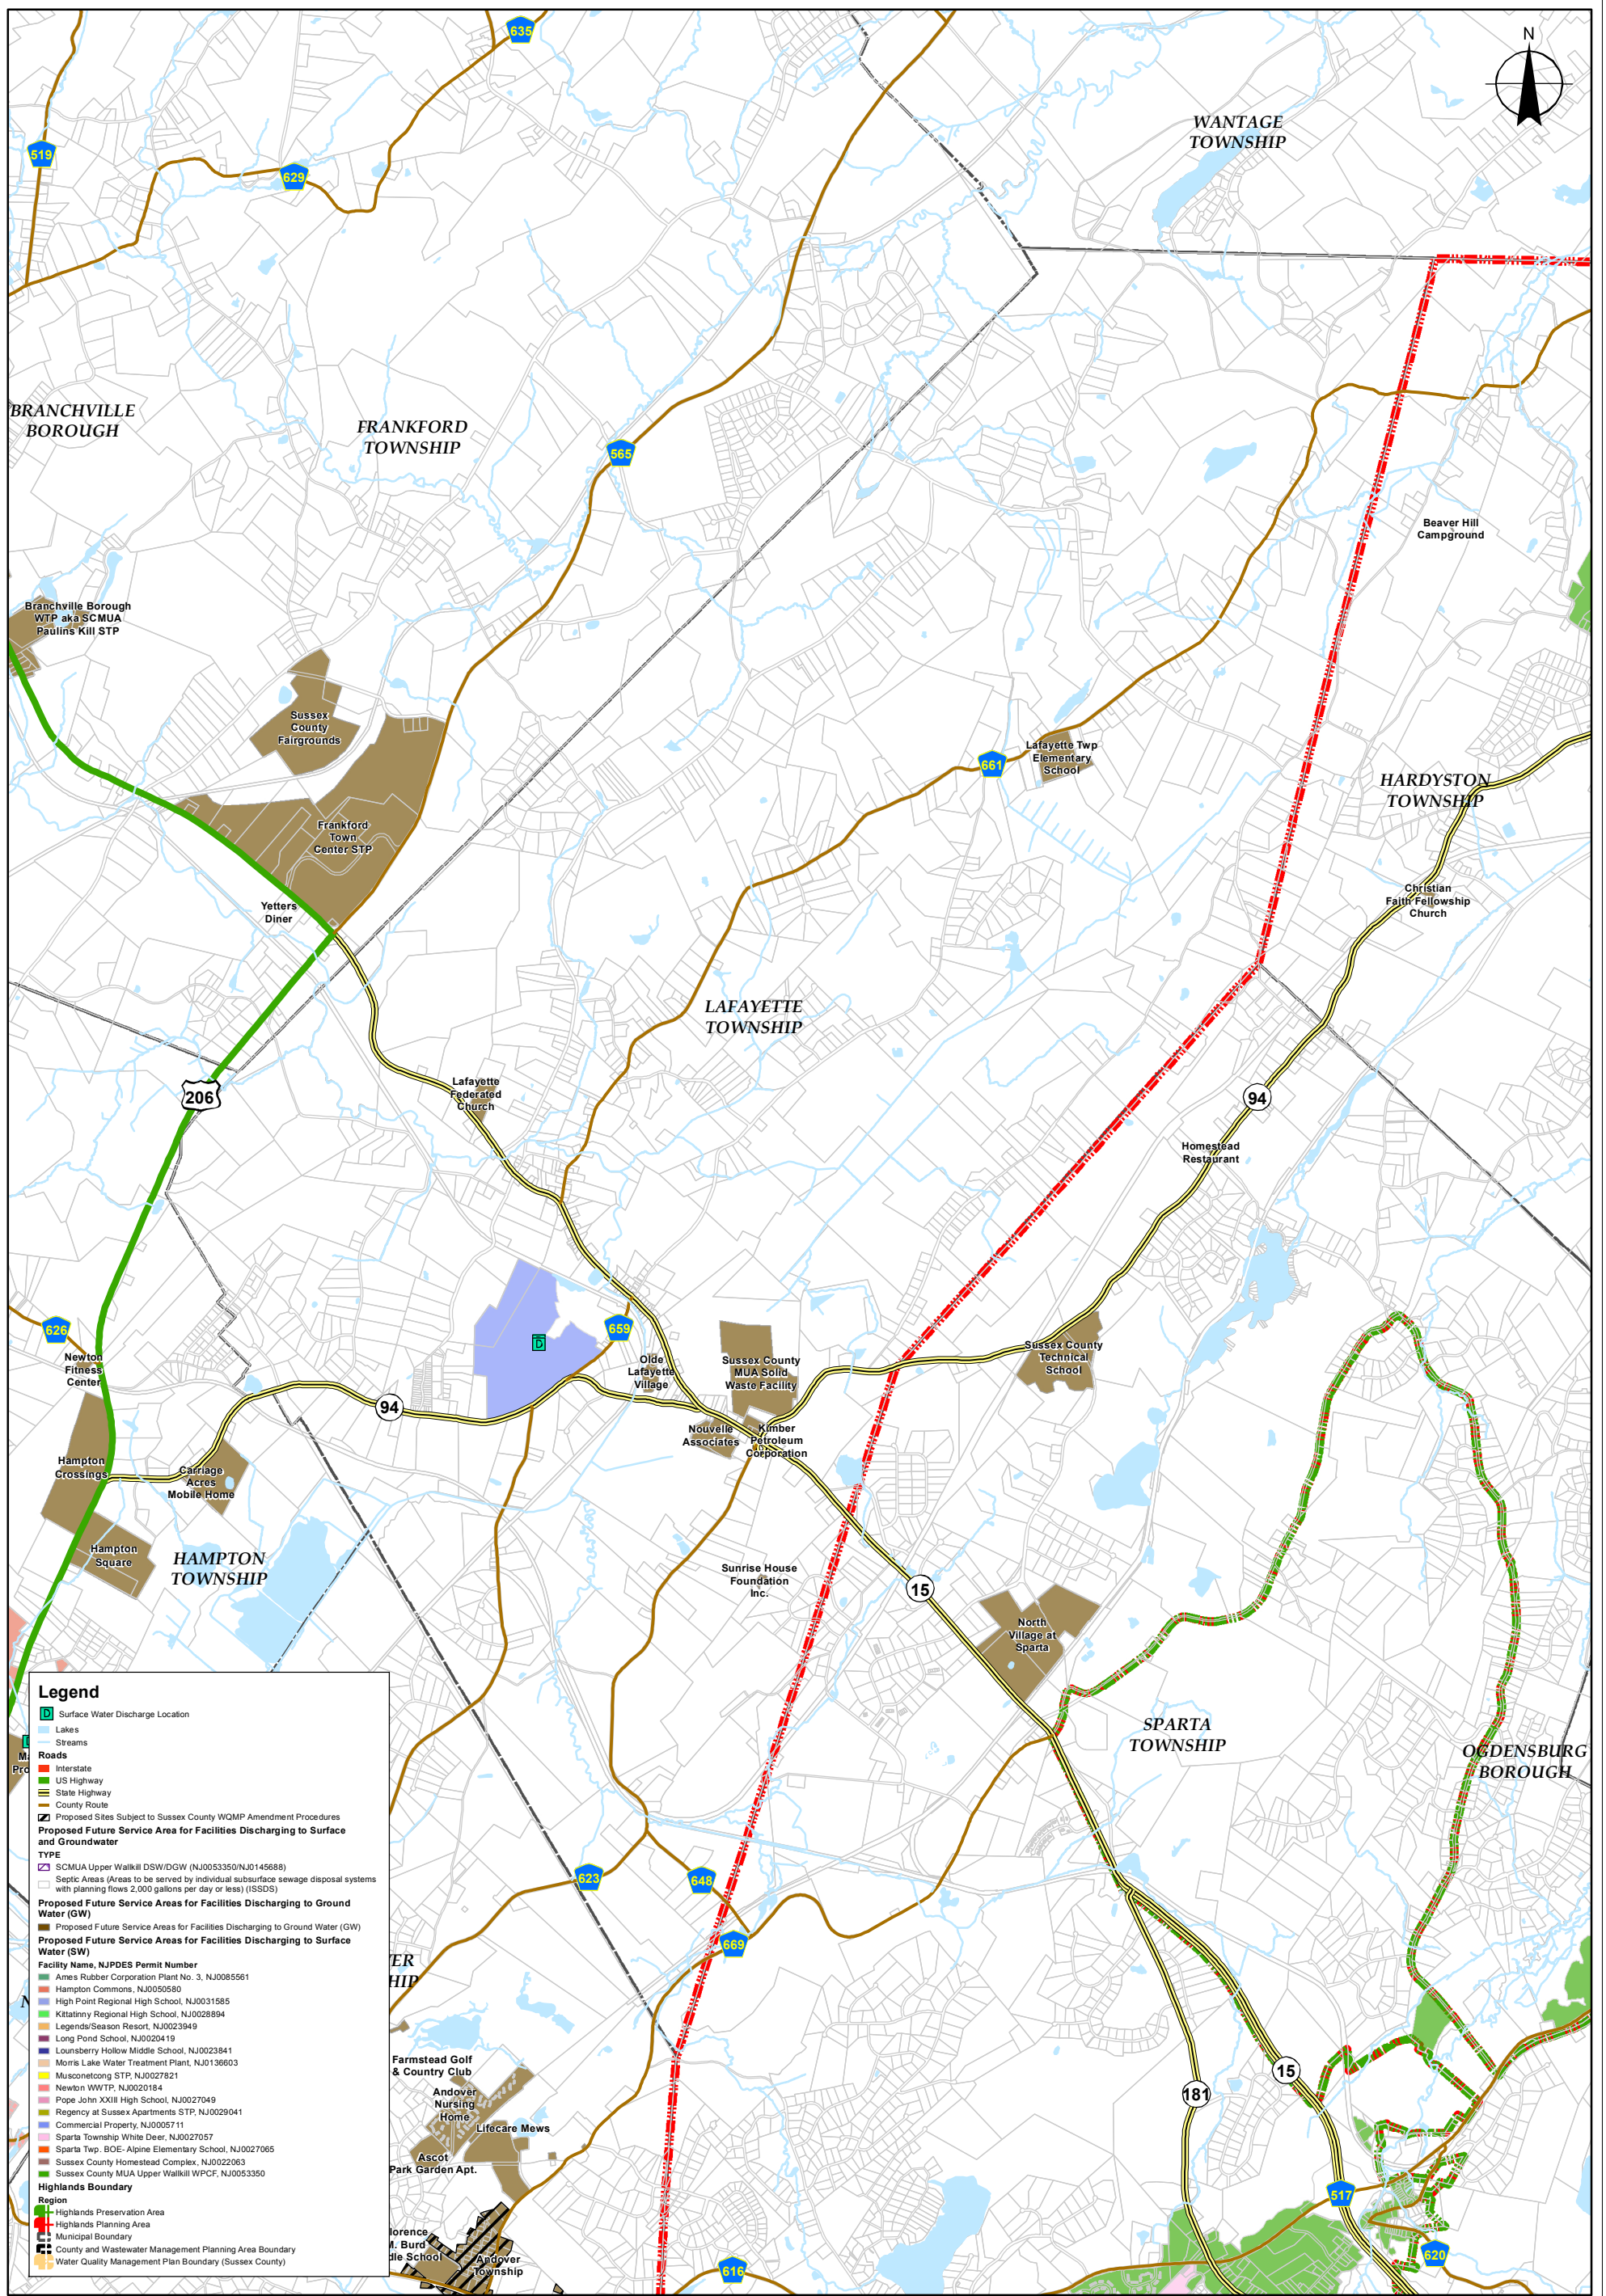 635
N
WANTAGE
TOWNSHIP
519
629
BRANCHVILLE
BOROUGH
FRANKFORD
TOWNSHIP
565
Beaver Hill
Campground
Branchville Borough
WTP aka SCMUA
Paulins Kill STP
Sussex
County
Fairgrounds
661
Lafayette Twp
Elementary
School
HARDYSTON
TOWNSHIP
Frankford
Town
Center STP
Yetters
Diner
Christian
Faith Fellowship
Church
LAFAYETTE
TOWNSHIP
206
Lafayette
Federated
Church
94
Homestead
Restaurant
626
Newton
Fitness
Center
D
659
Olde
Lafayette
Village
Sussex County
MUA Solid
Waste Facility
Sussex County
Technical
School
94
Nouvelle
Associates
Kimber
Petroleum
Corporation
Hampton
Crossings
Carriage
Acres
Mobile Home
Hampton
Square
HAMPTON
TOWNSHIP
Sunrise House
Foundation
Inc.
15
North
Village at
Sparta
SPARTA
TOWNSHIP
OGDENSBURG
BOROUGH
Ma
Pro
N
Legend
D Surface Water Discharge Location
Lakes
Streams
Roads
Interstate
US Highway
State Highway
County Route
Proposed Sites Subject to Sussex County WQMP Amendment Procedures
Proposed Future Service Area for Facilities Discharging to Surface
and Groundwater
TYPE
SCMUA Upper Wallkill DSW/DGW (NJ0053350/NJ0145688)
Septic Areas (Areas to be served by individual subsurface sewage disposal systems
with planning flows 2,000 gallons per day or less) (ISSDS)
Proposed Future Service Areas for Facilities Discharging to Ground
Water (GW)
Proposed Future Service Areas for Facilities Discharging to Ground Water (GW)
Proposed Future Service Areas for Facilities Discharging to Surface
Water (SW)
Facility Name, NJPDES Permit Number
Ames Rubber Corporation Plant No. 3, NJ0085561
Hampton Commons, NJ0050580
High Point Regional High School, NJ0031585
Kittatinny Regional High School, NJ0028894
Legends/Season Resort, NJ0023949
Long Pond School, NJ0020419
Lounsberry Hollow Middle School, NJ0023841
Morris Lake Water Treatment Plant, NJ0136603
Musconetcong STP, NJ0027821
Newton WWTP, NJ0020184
Pope John XXIII High School, NJ0027049
Regency at Sussex Apartments STP, NJ0029041
Commercial Property, NJ0005711
Sparta Township White Deer, NJ0027057
Sparta Twp. BOE- Alpine Elementary School, NJ0027065
Sussex County Homestead Complex, NJ0022063
Sussex County MUA Upper Wallkill WPCF, NJ0053350
Highlands Boundary
Region
Highlands Preservation Area
Highlands Planning Area
Municipal Boundary
County and Wastewater Management Planning Area Boundary
Water Quality Management Plan Boundary (Sussex County)
623
648
669
VER
HIP
Farmstead Golf
& Country Club
Andover
Nursing
Home
Lifecare Mews
Ascot
Park Garden Apt.
lorence
M. Burd
dle School
Andover
Township
616
181
15
517
620